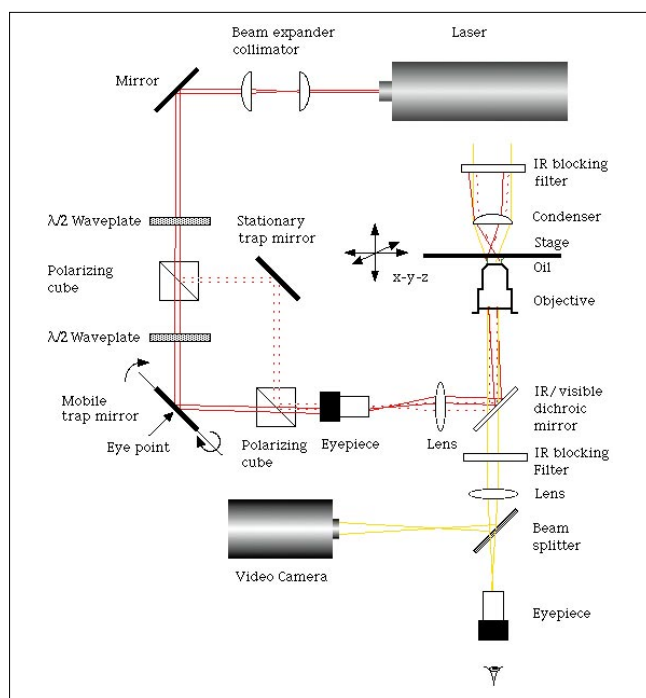 Beam expander
collimator
Laser
Mirror
IR blocking
filter
λ/2 Waveplate
Stationary
trap mirror
Condenser
Stage
Polarizing
cube
x-y-z
Oil
Objective
λ/2 Waveplate
Mobile
trap mirror
IR/visible
dichroic
mirror
Eye point
Polarizing
cube
Eyepiece
Lens
IR blocking
Filter
Lens
Beam
splitter
Video Camera
Eyepiece